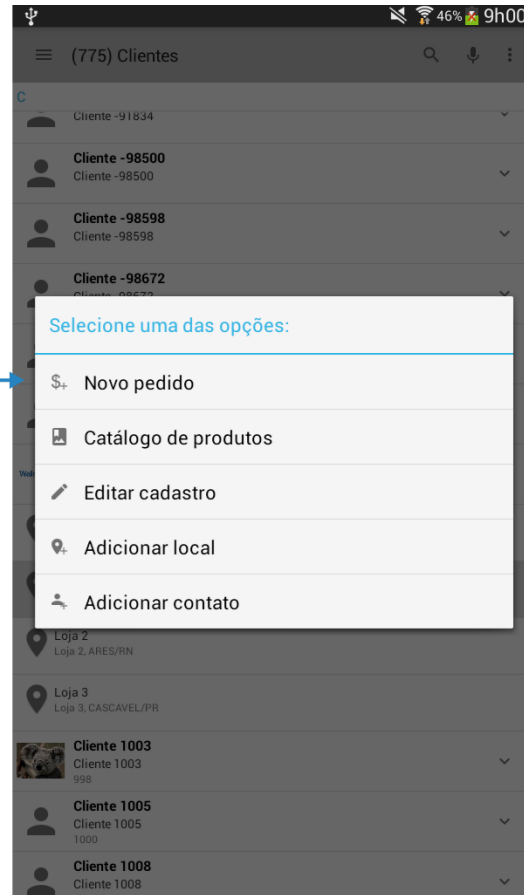 46% 9h00
(775) Clientes
C
Cliente -91834
Cliente -98500
Cliente -98500
Cliente -98598
Cliente -98598
Cliente -98672
Cliente -98672
Selecione uma das opções:
Novo pedido
Catálogo de produtos
Editar cadastro
Adicionar local
Adicionar contato
Loja 2
Loja 2, ARES/RN
Loja 3
Loja 3, CASCAVEL/PR
Cliente 1003
Cliente 1003
998
Cliente 1005
Cliente 1005
1000
Cliente 1008
Cliente 1008